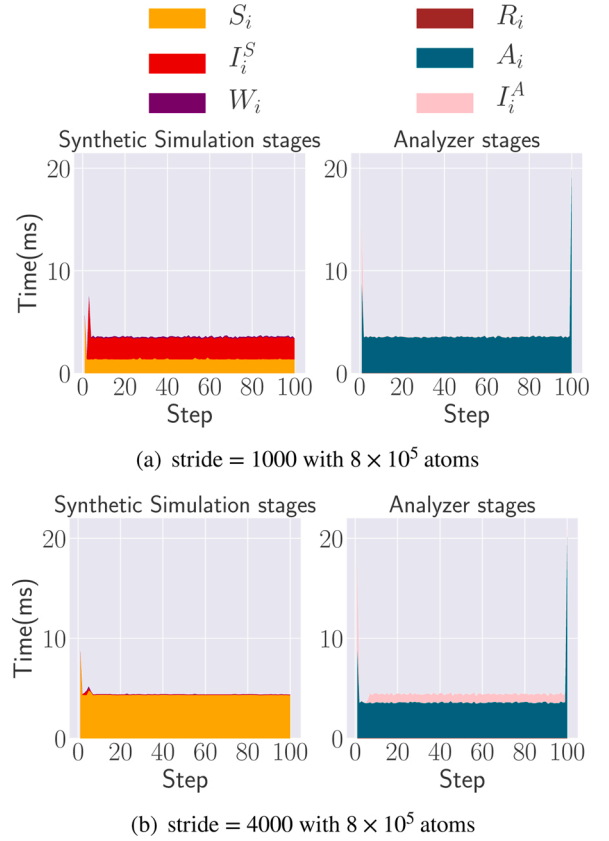 S_i R_i
I_i^S A_i
W_i I_i^A
Synthetic Simulation stages Analyzer stages
20 20
10 10
0 0
Time(ms)
0 20 40 60 80 100 0 20 40 60 80 100
Step Step
(a) stride = 1000 with 8 × 10^5 atoms
Synthetic Simulation stages Analyzer stages
20 20
10 10
0 0
Time(ms)
0 20 40 60 80 100 0 20 40 60 80 100
Step Step
(b) stride = 4000 with 8 × 10^5 atoms